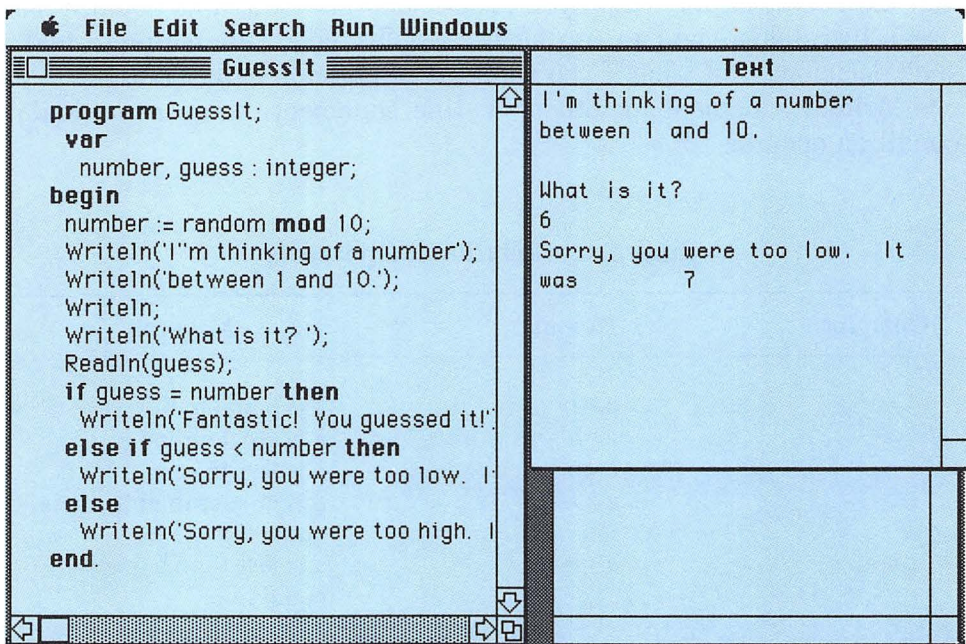 File Edit Search Run Windows
GuessIt
program GuessIt;
var
number, guess : integer;
begin
number := random mod 10;
Writeln('I''m thinking of a number');
Writeln('between 1 and 10.');
Writeln;
Writeln('What is it? ');
Readln(guess);
if guess = number then
Writeln('Fantastic!  You guessed it!'
else if guess < number then
Writeln('Sorry, you were too low.  I
else
Writeln('Sorry, you were too high.  I
end.
Text
I'm thinking of a number
between 1 and 10.
What is it?
6
Sorry, you were too low.  It
was        7